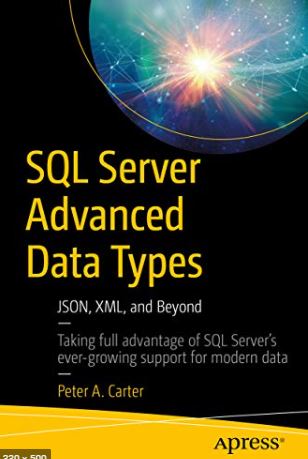 SQL Server
Advanced
Data Types
JSON, XML, and Beyond
Taking full advantage of SQL Server's
ever-growing support for modern data
Peter A. Carter
Apress®